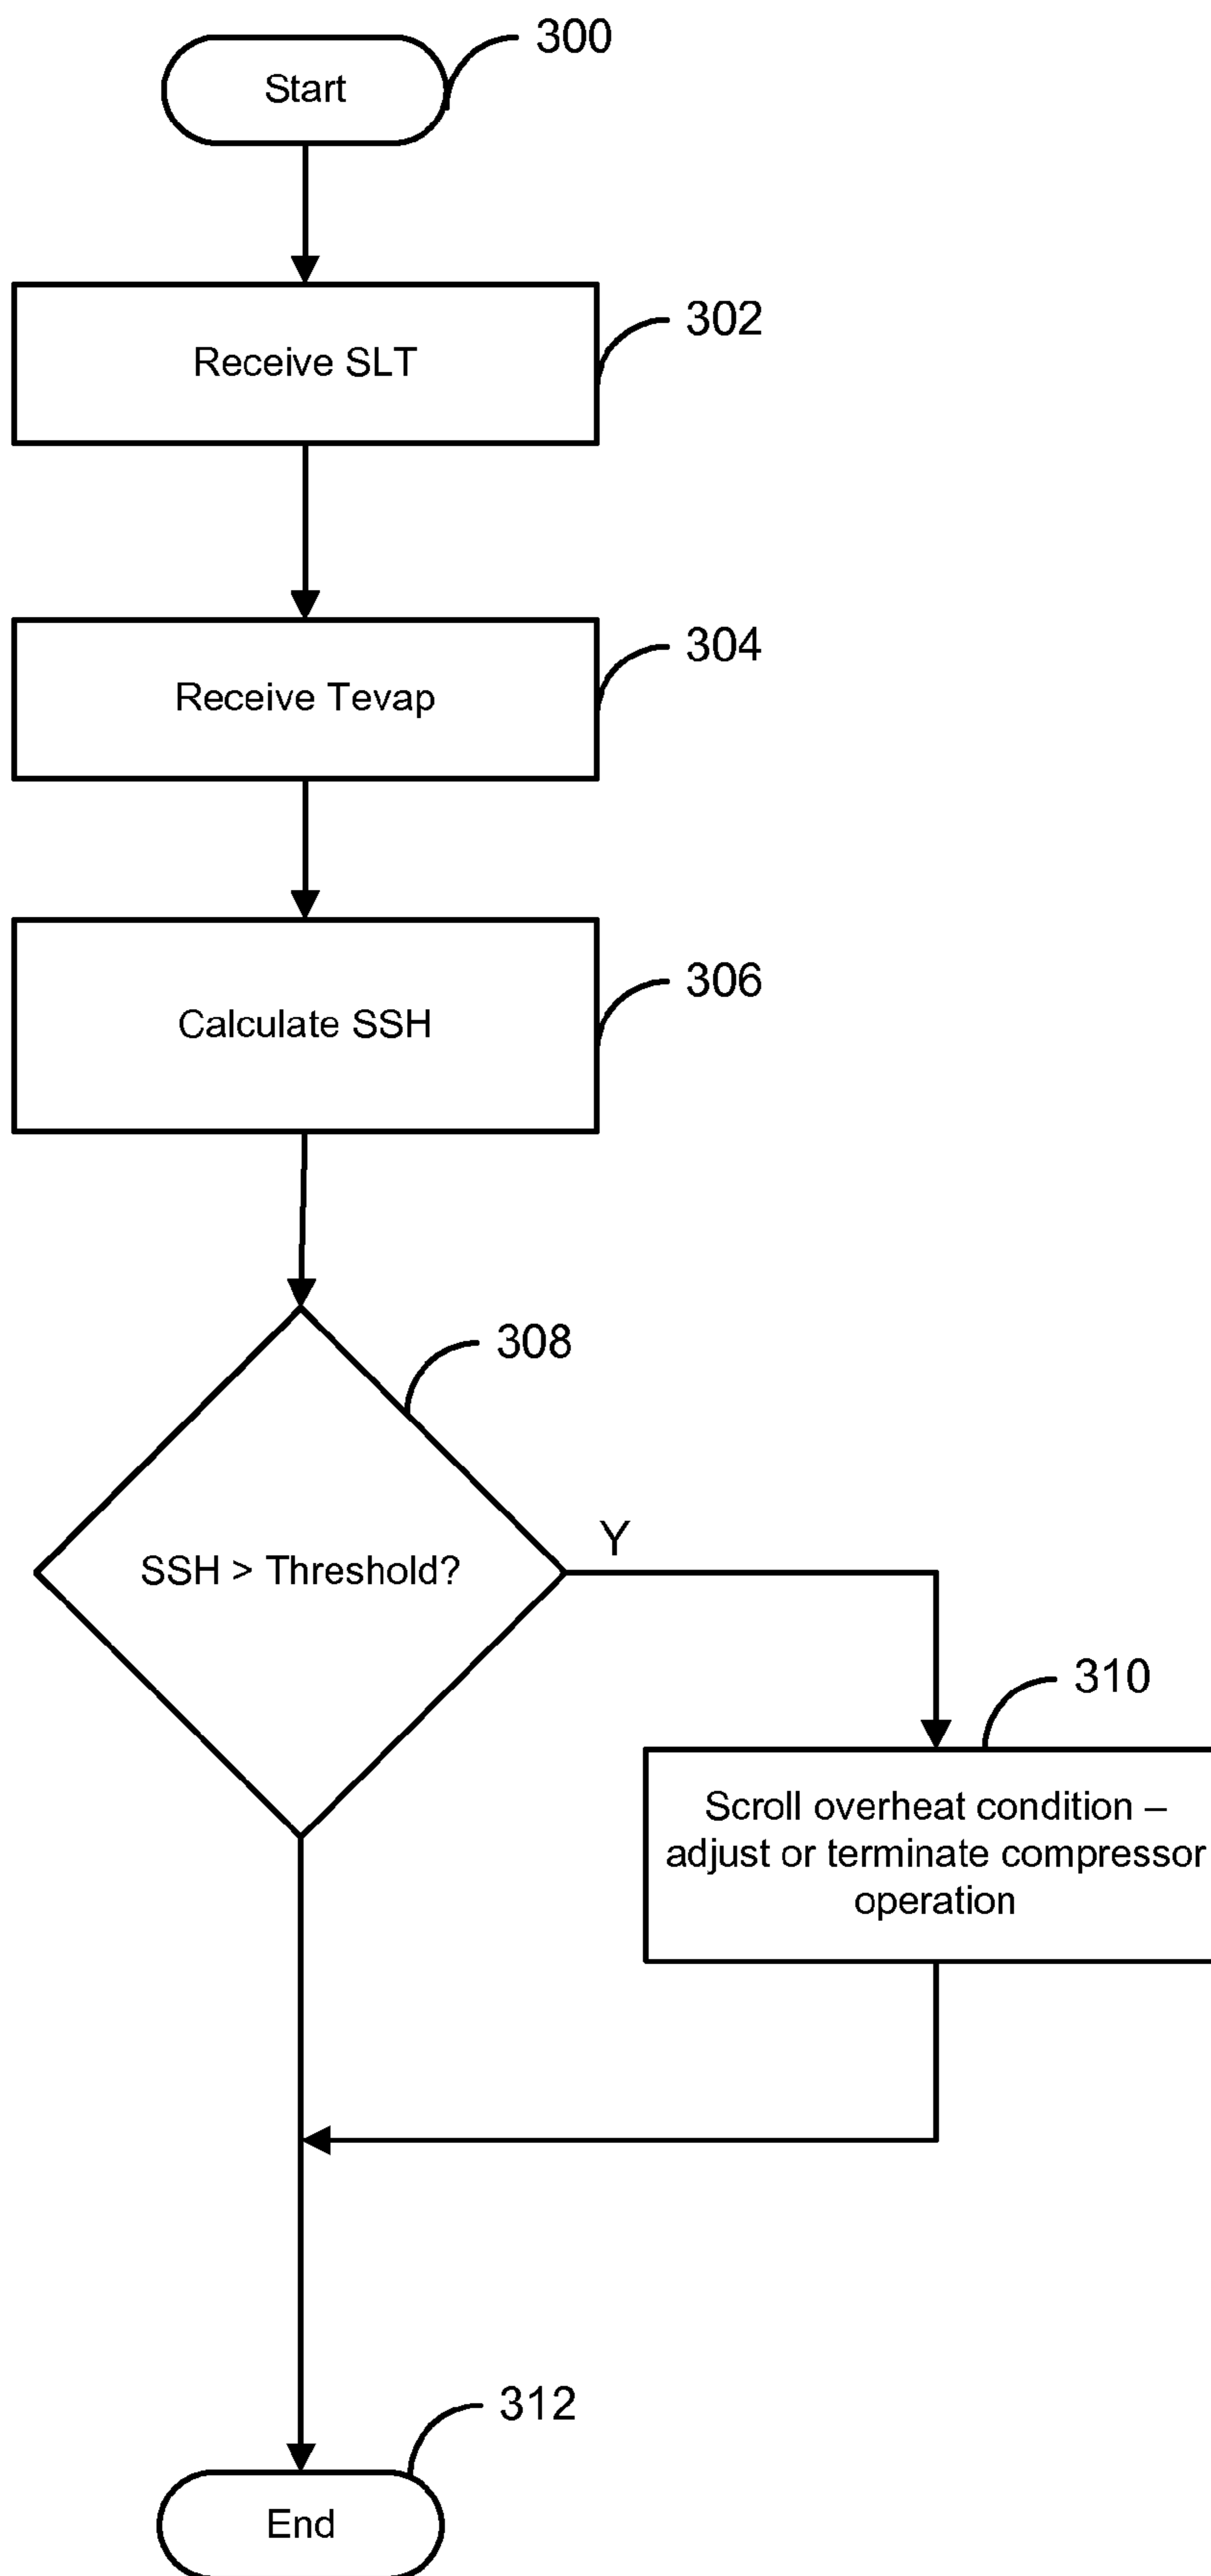 300
Start
302
Receive SLT
304
Receive Tevap
306
Calculate SSH
308
SSH > Threshold?
Y
310
Scroll overheat condition –
adjust or terminate compressor
operation
312
End